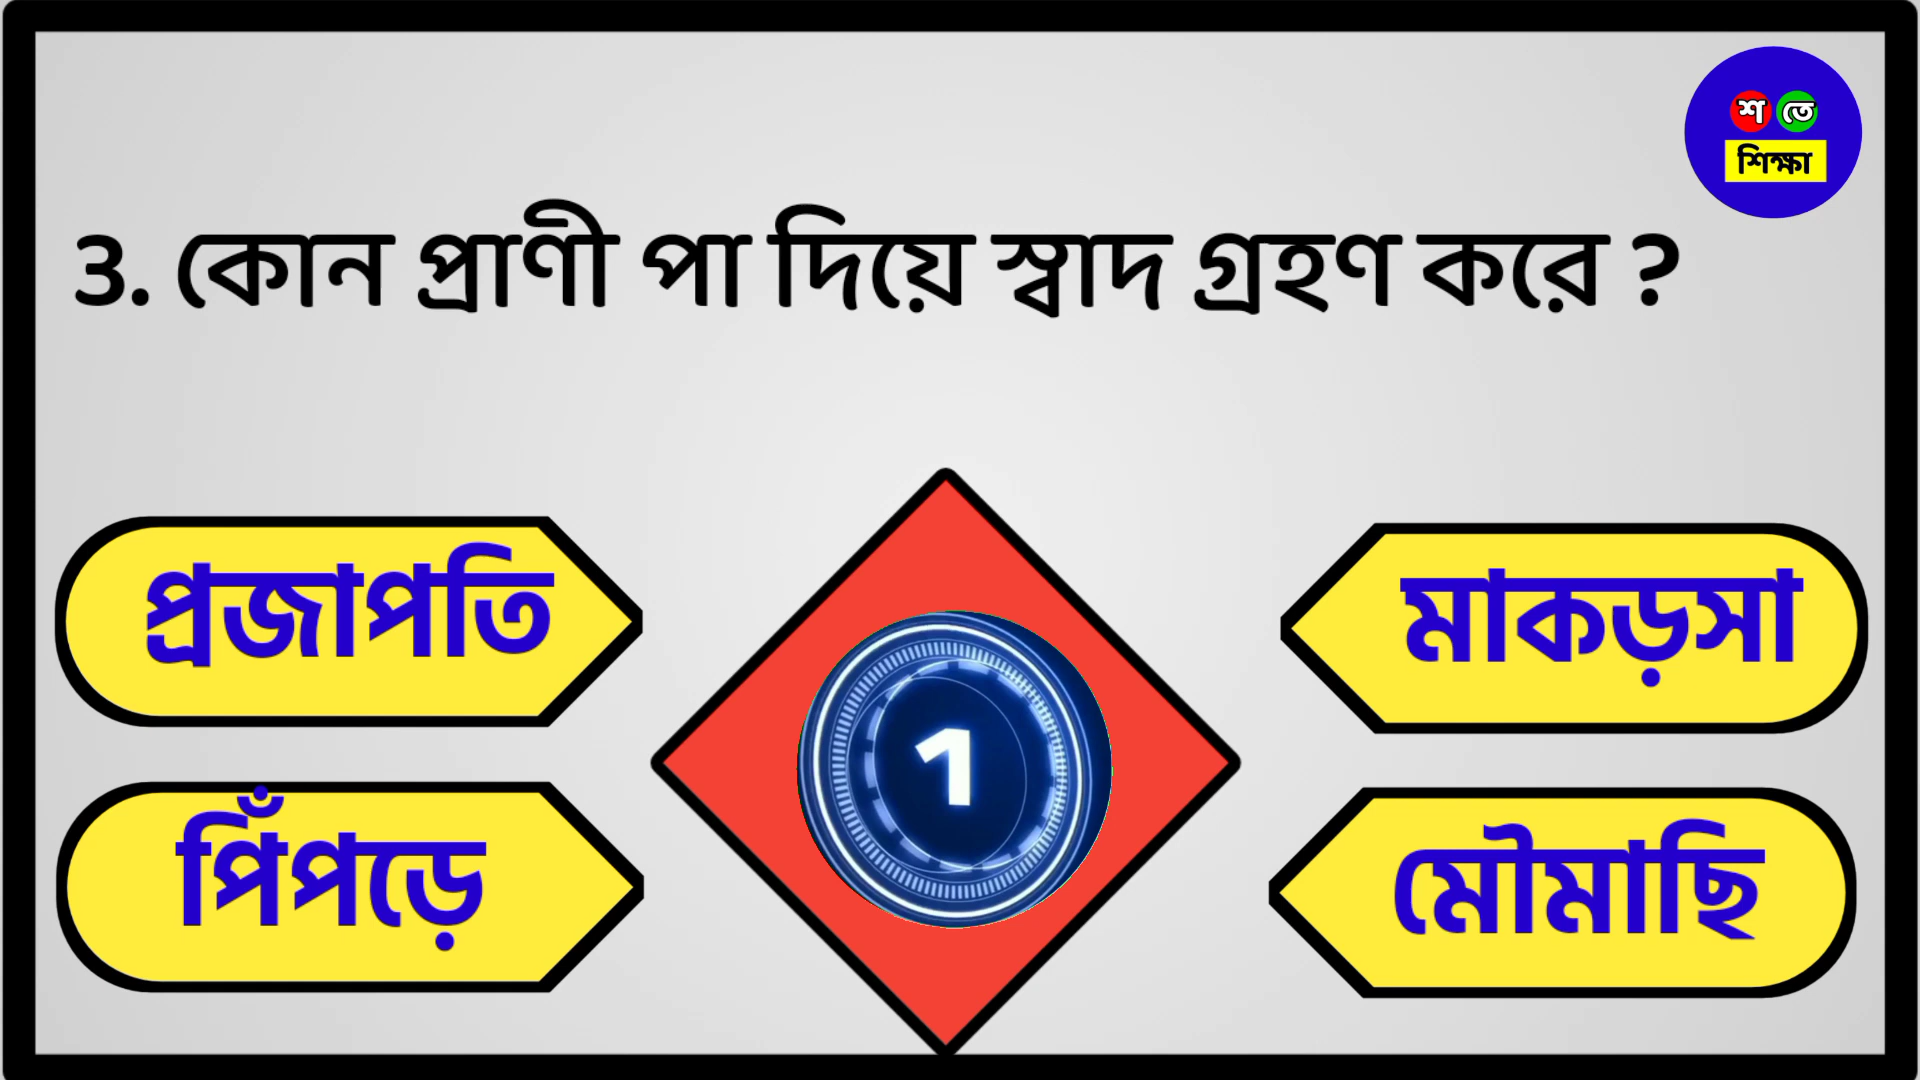 শ তে
শিক্ষা
3. কোন প্রাণী পা দিয়ে স্বাদ গ্রহণ করে ?
প্রজাপতি
মাকড়সা
1
পিঁপড়ে
মৌমাছি